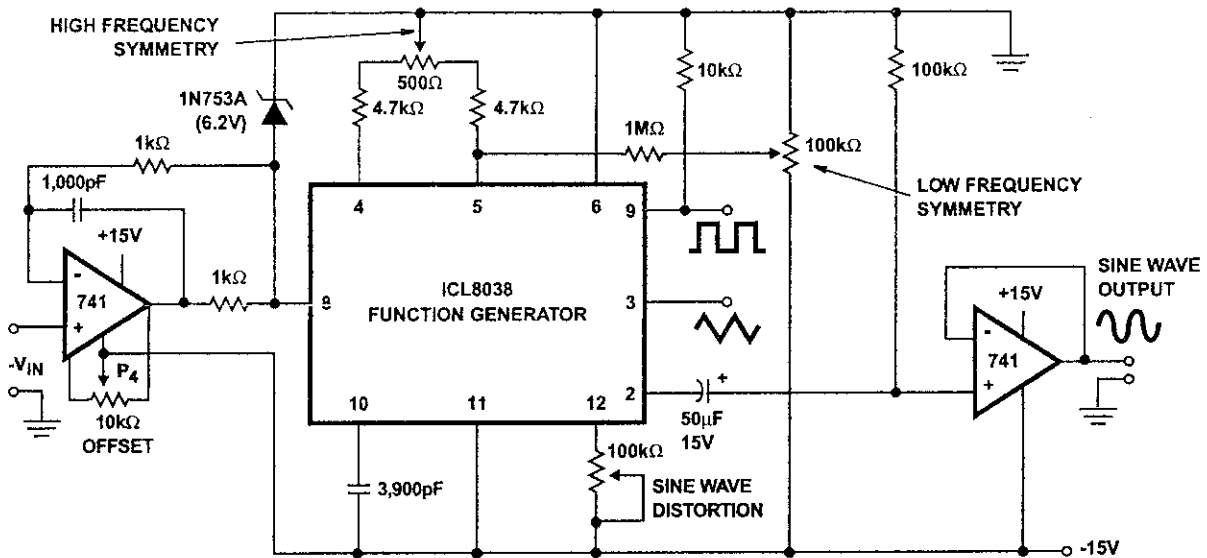 HIGH FREQUENCY
SYMMETRY
500Ω
1N753A
(6.2V)
4.7kΩ
4.7kΩ
10kΩ
100kΩ
1MΩ
100kΩ
LOW FREQUENCY
SYMMETRY
1kΩ
1,000pF
+15V
-
741
+
1kΩ
-VIN
P4
10kΩ
OFFSET
4
5
6
9
8
ICL8038
FUNCTION GENERATOR
3
2
10
11
12
50μF
15V
+
+15V
-
741
+
SINE WAVE
OUTPUT
3,900pF
100kΩ
SINE WAVE
DISTORTION
-15V